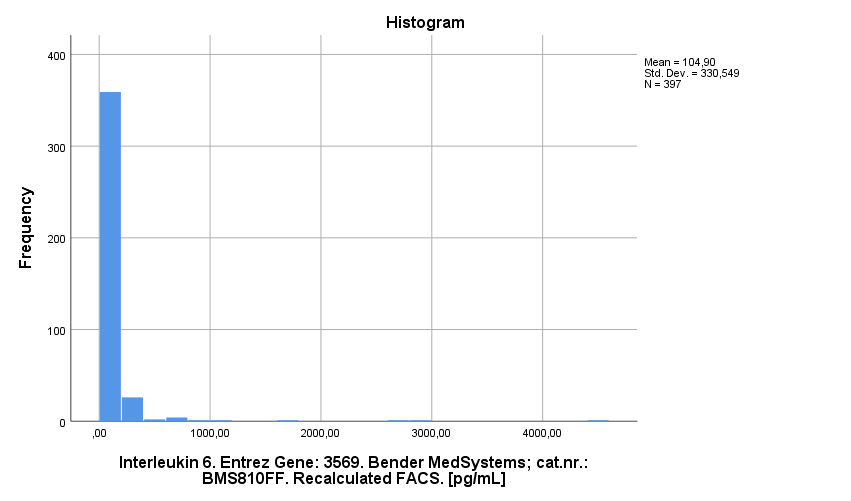 Histogram
400
300
200
100
0
Frequency
,00
1000,00
2000,00
3000,00
4000,00
Interleukin 6. Entrez Gene: 3569. Bender MedSystems; cat.nr.:
BMS810FF. Recalculated FACS. [pg/mL]
Mean = 104,90
Std. Dev. = 330,549
N = 397